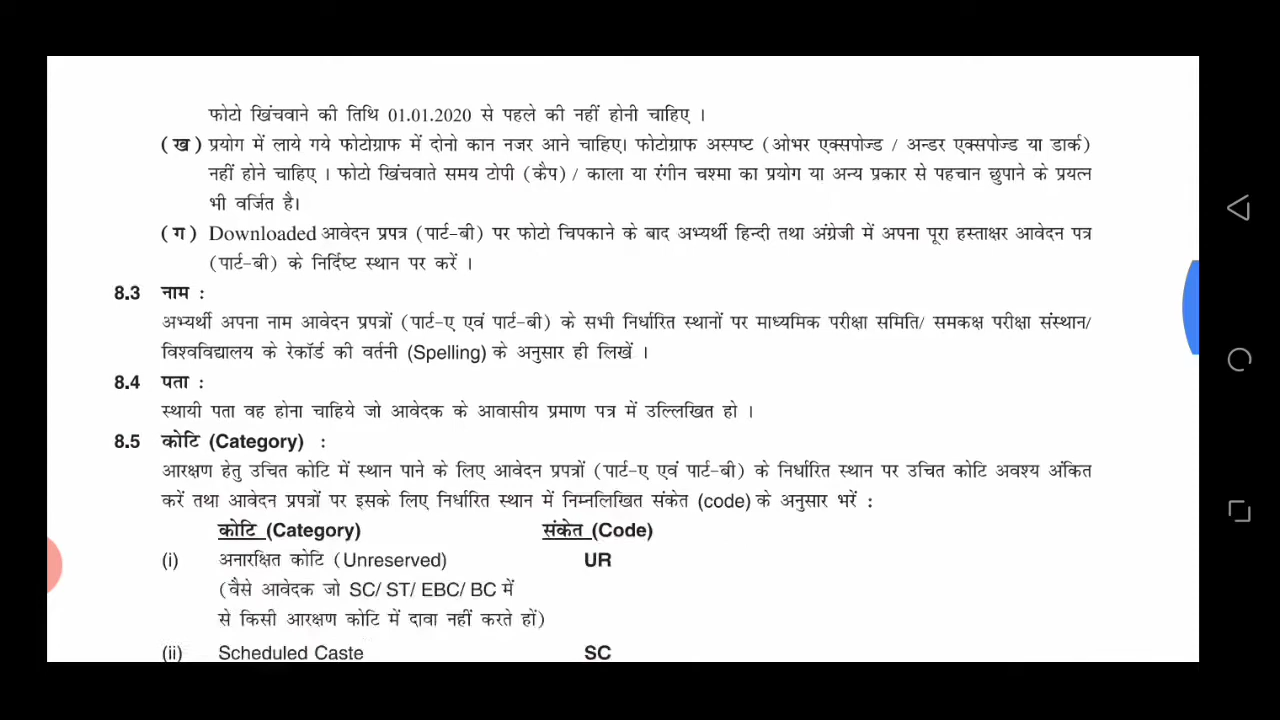 फोटो खिंचवाने की तिथि 01.01.2020 से पहले की नहीं होनी चाहिए ।
(ख) प्रयोग में लाये गये फोटोग्राफ में दोनो कान नजर आने चाहिए। फोटोग्राफ अस्पष्ट (ओभर एक्सपोज्ड / अन्डर एक्सपोज्ड या डार्क)
नहीं होने चाहिए । फोटो खिंचवाते समय टोपी (कैप) / काला या रंगीन चश्मा का प्रयोग या अन्य प्रकार से पहचान छुपाने के प्रयत्न
भी वर्जित है।
(ग) Downloaded आवेदन प्रपत्र (पार्ट-बी) पर फोटो चिपकाने के बाद अभ्यर्थी हिन्दी तथा अंग्रेजी में अपना पूरा हस्ताक्षर आवेदन पत्र
(पार्ट-बी) के निर्दिष्ट स्थान पर करें ।
8.3 नाम :
अभ्यर्थी अपना नाम आवेदन प्रपत्रों (पार्ट-ए एवं पार्ट-बी) के सभी निर्धारित स्थानों पर माध्यमिक परीक्षा समिति/ समकक्ष परीक्षा संस्थान/
विश्वविद्यालय के रेकॉर्ड की वर्तनी (Spelling) के अनुसार ही लिखें ।
8.4 पता :
स्थायी पता वह होना चाहिये जो आवेदक के आवासीय प्रमाण पत्र में उल्लिखित हो ।
8.5 कोटि (Category) :
आरक्षण हेतु उचित कोटि में स्थान पाने के लिए आवेदन प्रपत्रों (पार्ट-ए एवं पार्ट-बी) के निर्धारित स्थान पर उचित कोटि अवश्य अंकित
करें तथा आवेदन प्रपत्रों पर इसके लिए निर्धारित स्थान में निम्नलिखित संकेत (code) के अनुसार भरें :
कोटि (Category) संकेत (Code)
(i) अनारक्षित कोटि (Unreserved) UR
(वैसे आवेदक जो SC/ ST/ EBC/ BC में
से किसी आरक्षण कोटि में दावा नहीं करते हों)
(ii) Scheduled Caste SC